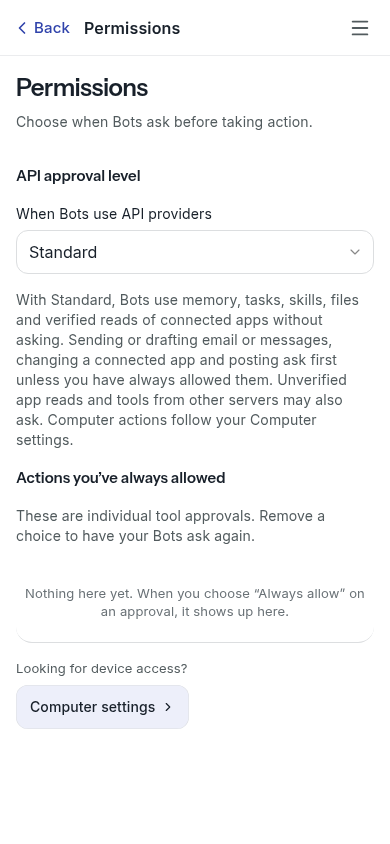 Back Permissions
Permissions
Choose when Bots ask before taking action.
API approval level
When Bots use API providers
Standard
With Standard, Bots use memory, tasks, skills, files
and verified reads of connected apps without
asking. Sending or drafting email or messages,
changing a connected app and posting ask first
unless you have always allowed them. Unverified
app reads and tools from other servers may also
ask. Computer actions follow your Computer
settings.
Actions you’ve always allowed
These are individual tool approvals. Remove a
choice to have your Bots ask again.
Nothing here yet. When you choose “Always allow” on
an approval, it shows up here.
Looking for device access?
Computer settings